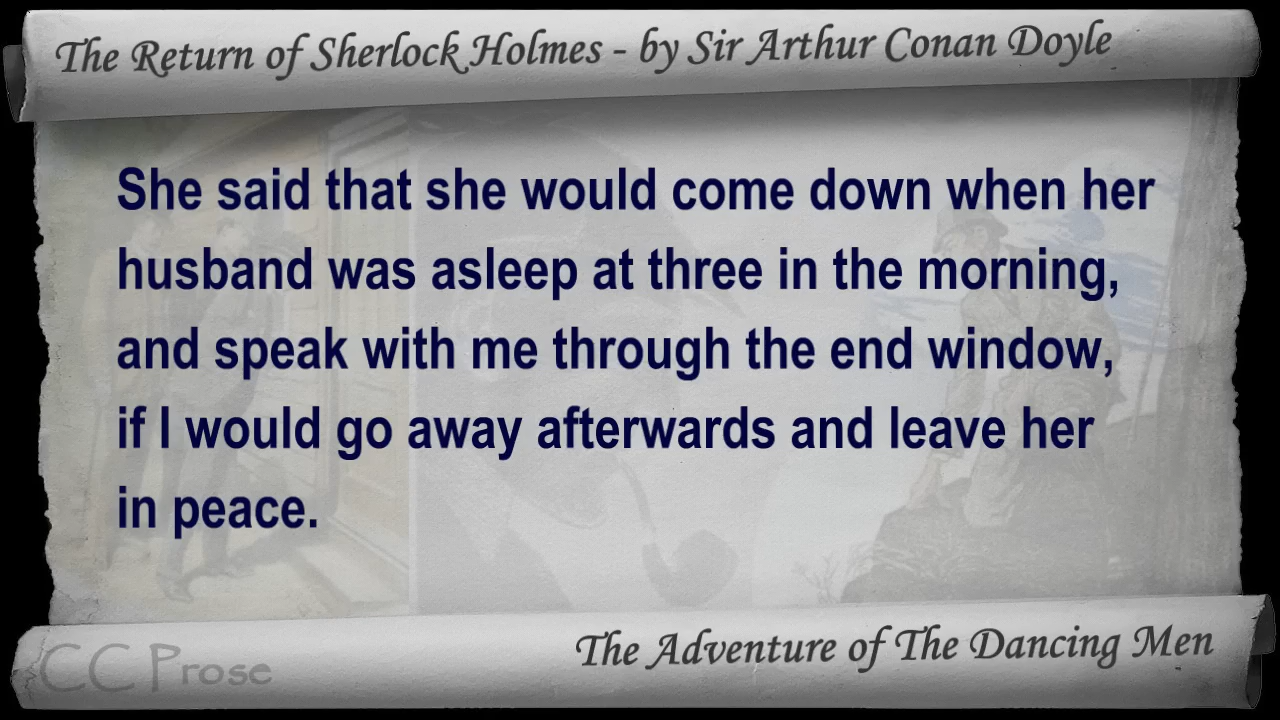 The Return of Sherlock Holmes - by Sir Arthur Conan Doyle
She said that she would come down when her
husband was asleep at three in the morning,
and speak with me through the end window,
if I would go away afterwards and leave her
in peace.
The Adventure of The Dancing Men
CC Prose